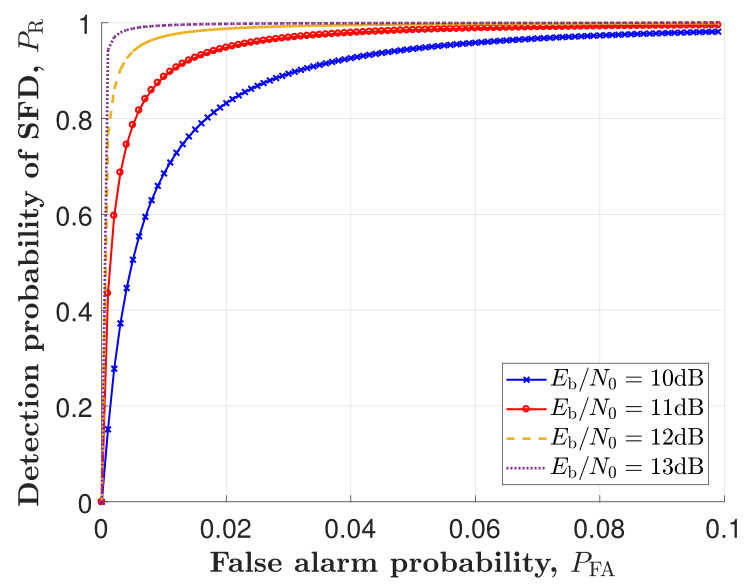 Detection probability of SFD, P_R
1
0.8
0.6
0.4
0.2
0
0
0.02
0.04
0.06
0.08
0.1
False alarm probability, P_FA
E_b/N_0 = 10dB
E_b/N_0 = 11dB
E_b/N_0 = 12dB
E_b/N_0 = 13dB